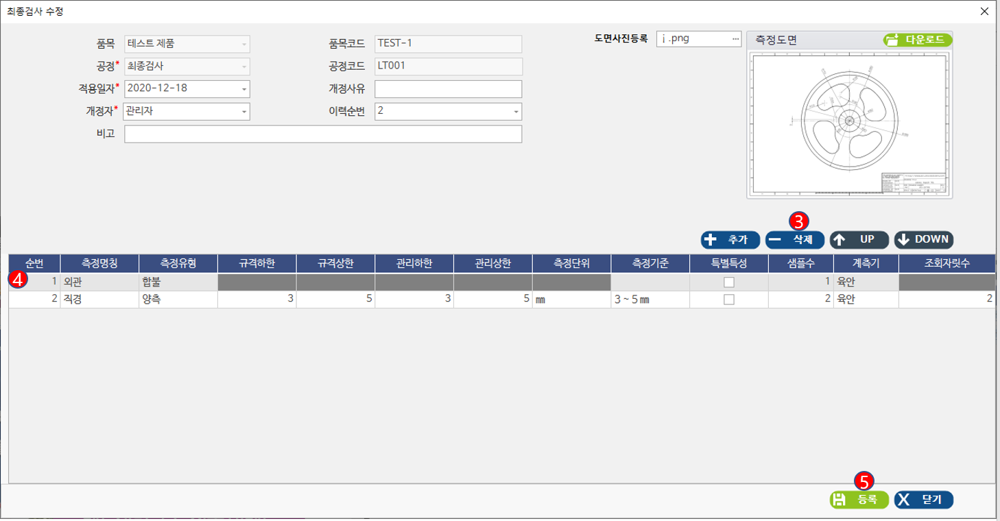 최종검사 수정
품목 테스트 제품 품목코드 TEST-1 도면사진등록 i .png ... 측정도면 다운로드
공정* 최종검사 공정코드 LT001
적용일자* 2020-12-18 개정사유
개정자* 관리자 이력순번 2
비고
3
추가 삭제 UP DOWN
순번 측정명칭 측정유형 규격하한 규격상한 관리하한 관리상한 측정단위 측정기준 특별특성 샘플수 계측기 조회자릿수
4 1 외관 합불 1 육안
2 직경 양측 3 5 3 5 ㎜ 3 ~ 5 ㎜ 2 육안 2
5
등록 X 닫기